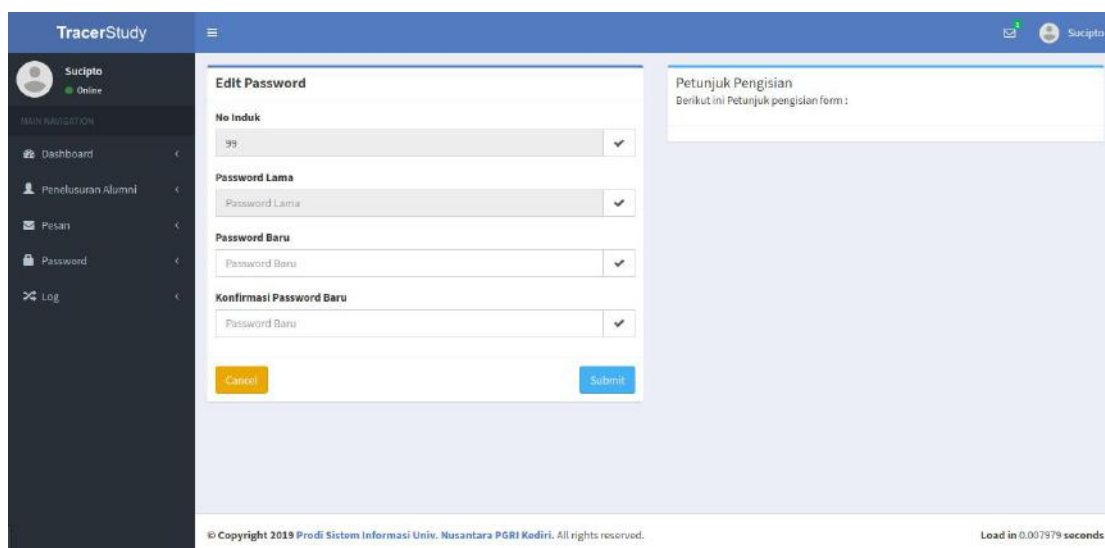 TracerStudy
1
Sucipto
Sucipto
Online
MAIN NAVIGATION
Dashboard
Penelusuran Alumni
Pesan
Password
Log
Edit Password
No Induk
99
Password Lama
Password Lama
Password Baru
Password Baru
Konfirmasi Password Baru
Password Baru
Cancel
Submit
Petunjuk Pengisian
Berikut ini Petunjuk pengisian form :
© Copyright 2019 Prodi Sistem Informasi Univ. Nusantara PGRI Kediri. All rights reserved.
Load in 0.007979 seconds